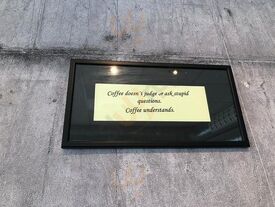 Coffee doesn't judge or ask stupid
questions.
Coffee understands.